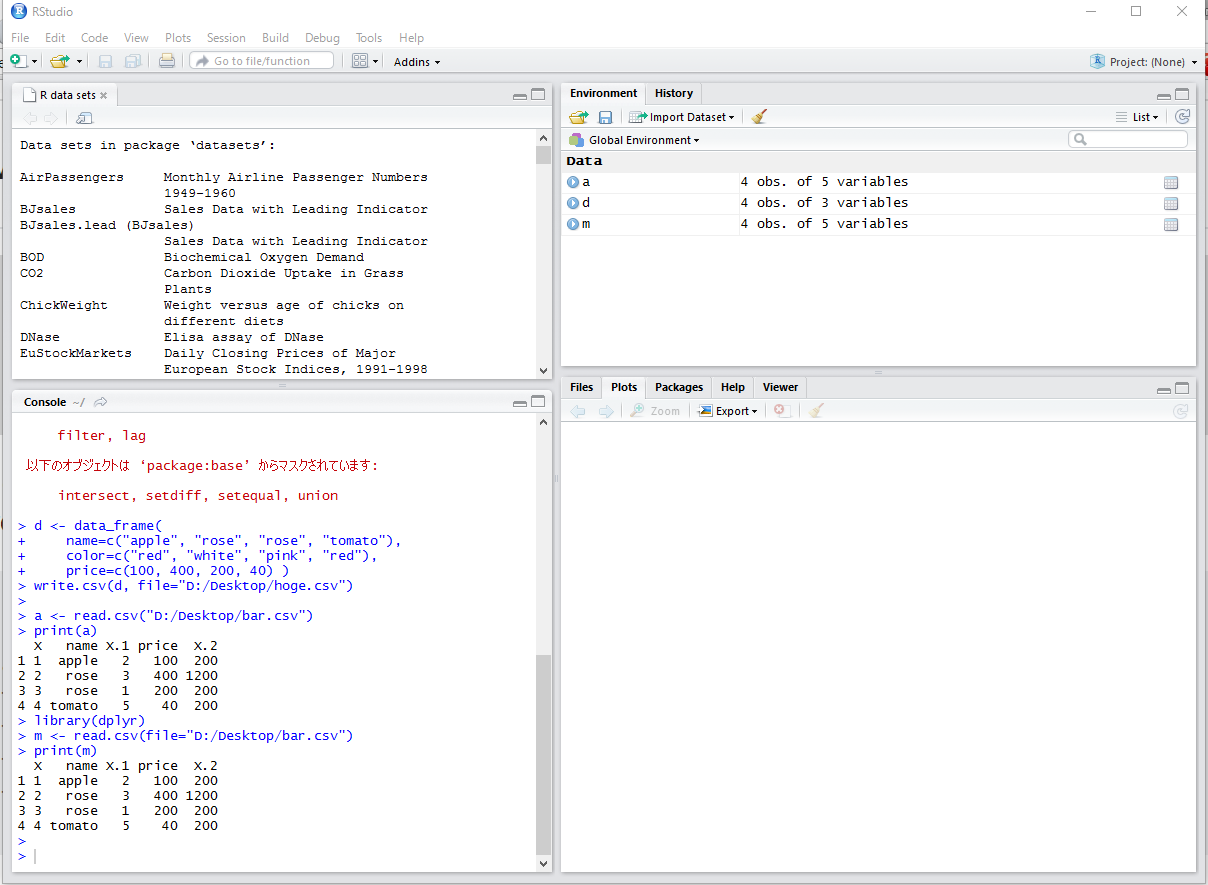 RStudio
File Edit Code View Plots Session Build Debug Tools Help
Go to file/function Addins Project: (None)
R data sets
Data sets in package ‘datasets’:
AirPassengers Monthly Airline Passenger Numbers
1949-1960
BJsales Sales Data with Leading Indicator
BJsales.lead (BJsales)
Sales Data with Leading Indicator
BOD Biochemical Oxygen Demand
CO2 Carbon Dioxide Uptake in Grass
Plants
ChickWeight Weight versus age of chicks on
different diets
DNase Elisa assay of DNase
EuStockMarkets Daily Closing Prices of Major
European Stock Indices, 1991-1998
Environment History
Import Dataset List
Global Environment
Data
a 4 obs. of 5 variables
d 4 obs. of 3 variables
m 4 obs. of 5 variables
Console ~/
filter, lag
以下のオブジェクトは ‘package:base’ からマスクされています:
intersect, setdiff, setequal, union
> d <- data_frame(
+ name=c("apple", "rose", "rose", "tomato"),
+ color=c("red", "white", "pink", "red"),
+ price=c(100, 400, 200, 40) )
> write.csv(d, file="D:/Desktop/hoge.csv")
>
> a <- read.csv("D:/Desktop/bar.csv")
> print(a)
X name X.1 price X.2
1 1 apple 2 100 200
2 2 rose 3 400 1200
3 3 rose 1 200 200
4 4 tomato 5 40 200
> library(dplyr)
> m <- read.csv(file="D:/Desktop/bar.csv")
> print(m)
X name X.1 price X.2
1 1 apple 2 100 200
2 2 rose 3 400 1200
3 3 rose 1 200 200
4 4 tomato 5 40 200
>
>
Files Plots Packages Help Viewer
Zoom Export